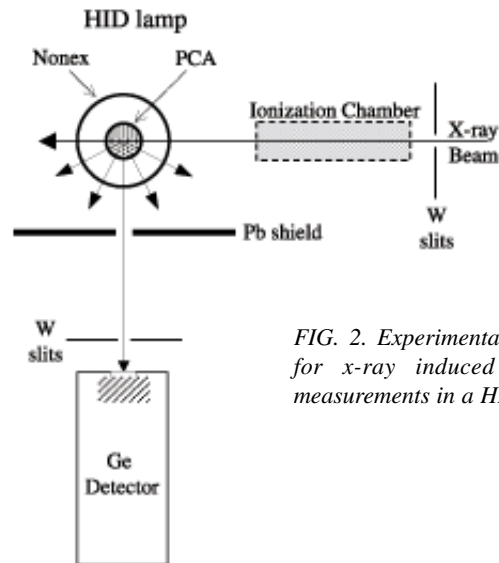 HID lamp
Nonex
PCA
Ionization Chamber
X-ray
Beam
W
slits
Pb shield
W
slits
Ge
Detector
FIG. 2. Experimenta
for x-ray induced
measurements in a H